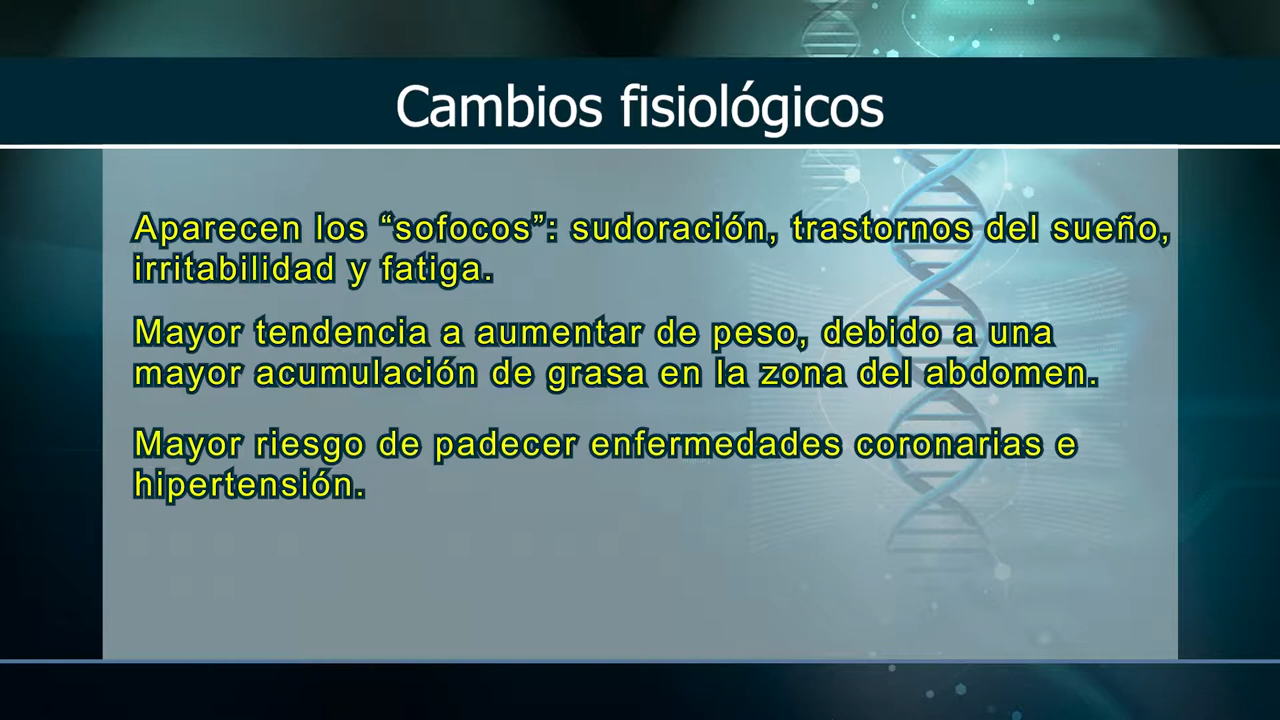 Cambios fisiológicos
Aparecen los “sofocos”: sudoración, trastornos del sueño,
irritabilidad y fatiga.
Mayor tendencia a aumentar de peso, debido a una
mayor acumulación de grasa en la zona del abdomen.
Mayor riesgo de padecer enfermedades coronarias e
hipertensión.